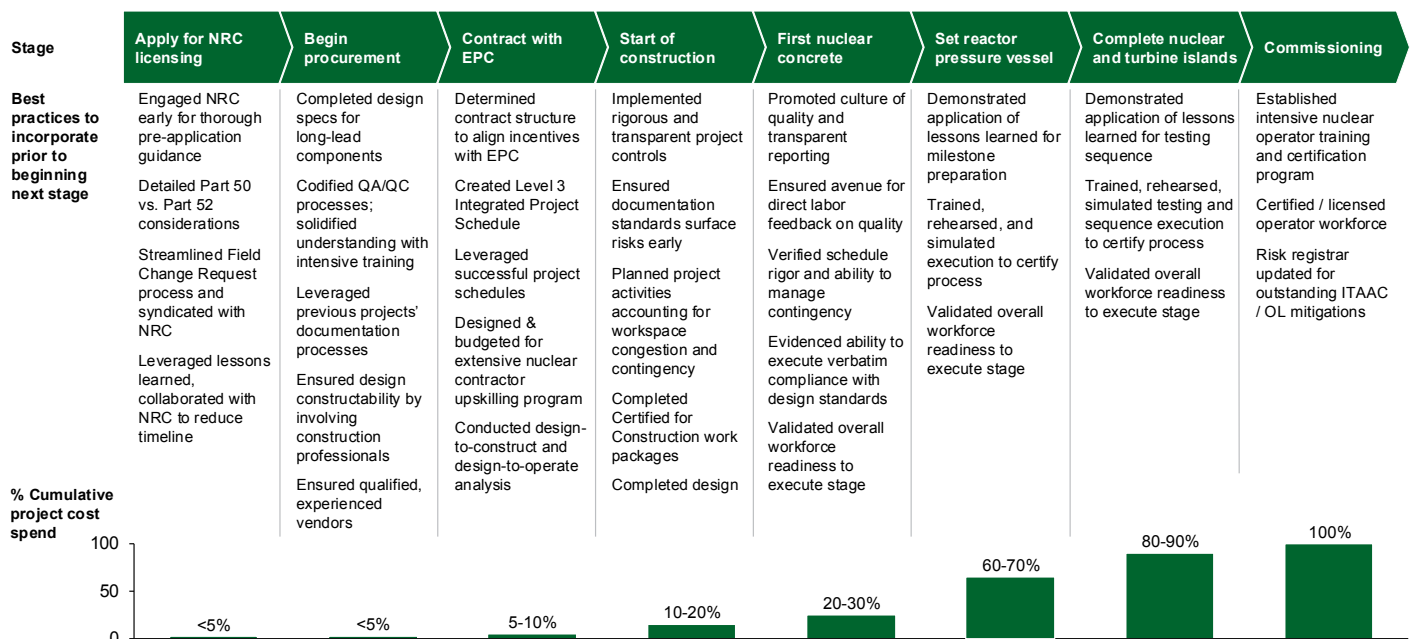 Stage
Apply for NRC
licensing
Begin
procurement
Contract with
EPC
Start of
construction
First nuclear
concrete
Set reactor
pressure vessel
Complete nuclear
and turbine islands
Commissioning
Best
practices to
incorporate
prior to
beginning
next stage
Engaged NRC
early for thorough
pre-application
guidance
Detailed Part 50
vs. Part 52
considerations
Streamlined Field
Change Request
process and
syndicated with
NRC
Leveraged lessons
learned,
collaborated with
NRC to reduce
timeline
Completed design
specs for
long-lead
components
Codified QA/QC
processes;
solidified
understanding with
intensive training
Leveraged
previous projects’
documentation
processes
Ensured design
constructability by
involving
construction
professionals
Ensured qualified,
experienced
vendors
Determined
contract structure
to align incentives
with EPC
Created Level 3
Integrated Project
Schedule
Leveraged
successful project
schedules
Designed &
budgeted for
extensive nuclear
contractor
upskilling program
Conducted design-
to-construct and
design-to-operate
analysis
Implemented
rigorous and
transparent project
controls
Ensured
documentation
standards surface
risks early
Planned project
activities
accounting for
workspace
congestion and
contingency
Completed
Certified for
Construction work
packages
Completed design
Promoted culture of
quality and
transparent
reporting
Ensured avenue for
direct labor
feedback on quality
Verified schedule
rigor and ability to
manage
contingency
Evidenced ability to
execute verbatim
compliance with
design standards
Validated overall
workforce
readiness to
execute stage
Demonstrated
application of
lessons learned for
milestone
preparation
Trained,
rehearsed, and
simulated
execution to certify
process
Validated overall
workforce
readiness to
execute stage
Demonstrated
application of lessons
learned for testing
sequence
Trained, rehearsed,
simulated testing and
sequence execution
to certify process
Validated overall
workforce readiness
to execute stage
Established
intensive nuclear
operator training
and certification
program
Certified / licensed
operator workforce
Risk registrar
updated for
outstanding ITAAC
/ OL mitigations
% Cumulative
project cost
spend
100
50
0
<5%
<5%
5-10%
10-20%
20-30%
60-70%
80-90%
100%